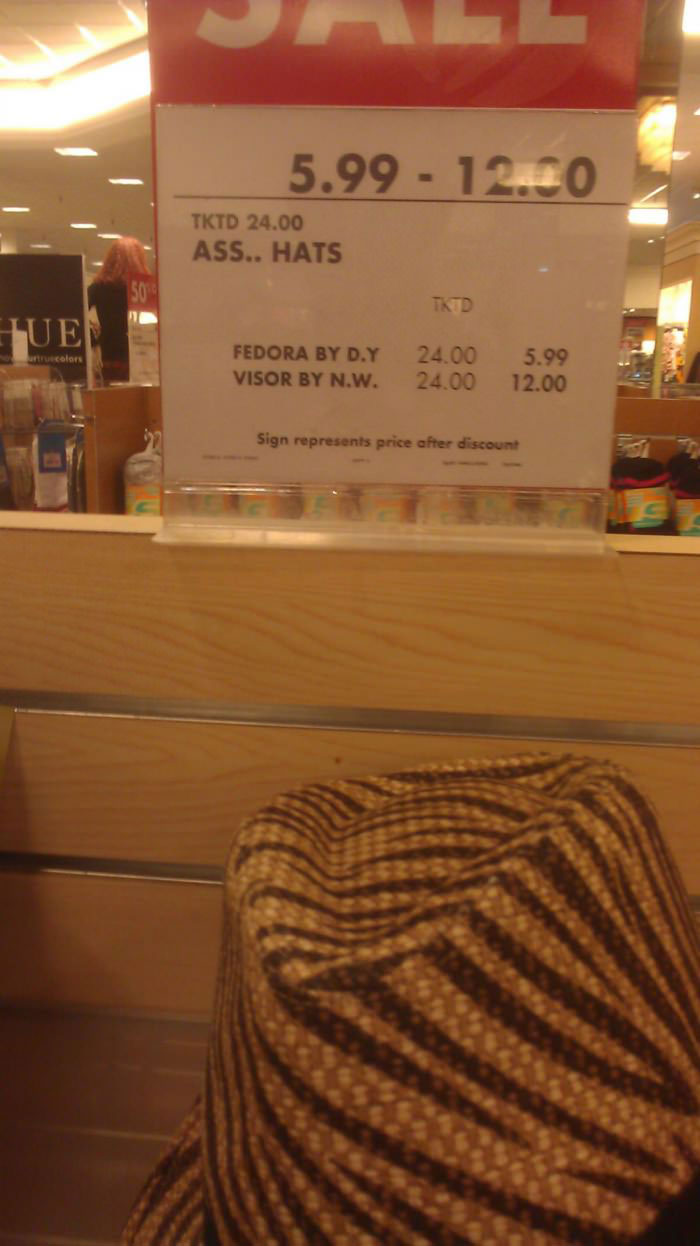 SALE
5.99 - 12.00
TKTD 24.00
ASS.. HATS
TKTD
FEDORA BY D.Y 24.00 5.99
VISOR BY N.W. 24.00 12.00
Sign represents price after discount
50%
HUE